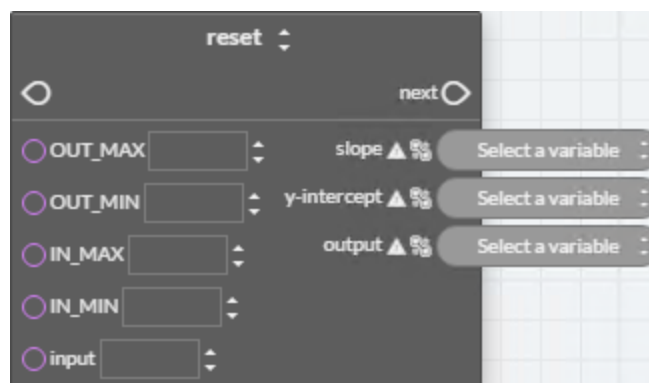 reset
next
OUT_MAX slope Select a variable
OUT_MIN y-intercept Select a variable
IN_MAX output Select a variable
IN_MIN
input